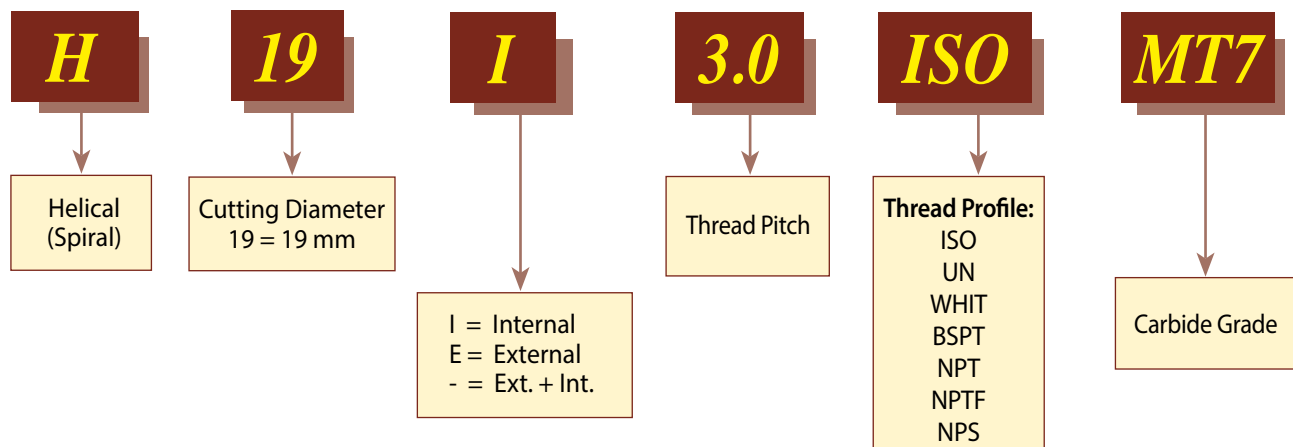 H 19 I 3.0 ISO MT7
Helical
(Spiral)
Cutting Diameter
19 = 19 mm
I = Internal
E = External
- = Ext. + Int.
Thread Pitch
Thread Profile:
ISO
UN
WHIT
BSPT
NPT
NPTF
NPS
Carbide Grade